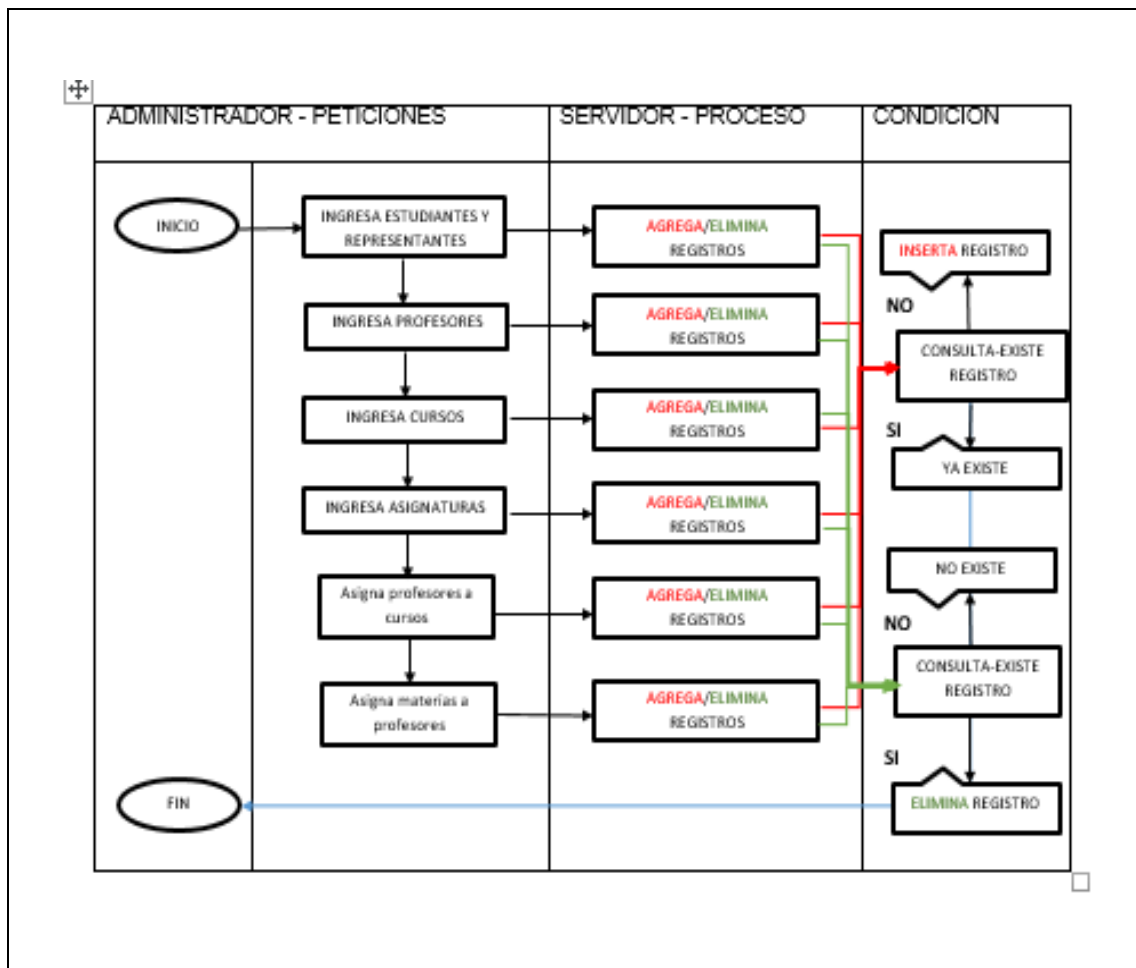 ADMINISTRADOR - PETICIONES
SERVIDOR - PROCESO
CONDICION
INICIO
INGRESA ESTUDIANTES Y
REPRESENTANTES
AGREGA/ELIMINA
REGISTROS
INSERTA REGISTRO
NO
INGRESA PROFESORES
AGREGA/ELIMINA
REGISTROS
CONSULTA-EXISTE
REGISTRO
INGRESA CURSOS
AGREGA/ELIMINA
REGISTROS
SI
YA EXISTE
INGRESA ASIGNATURAS
AGREGA/ELIMINA
REGISTROS
NO EXISTE
NO
Asigna profesores a
cursos
AGREGA/ELIMINA
REGISTROS
CONSULTA-EXISTE
REGISTRO
Asigna materias a
profesores
AGREGA/ELIMINA
REGISTROS
SI
FIN
ELIMINA REGISTRO